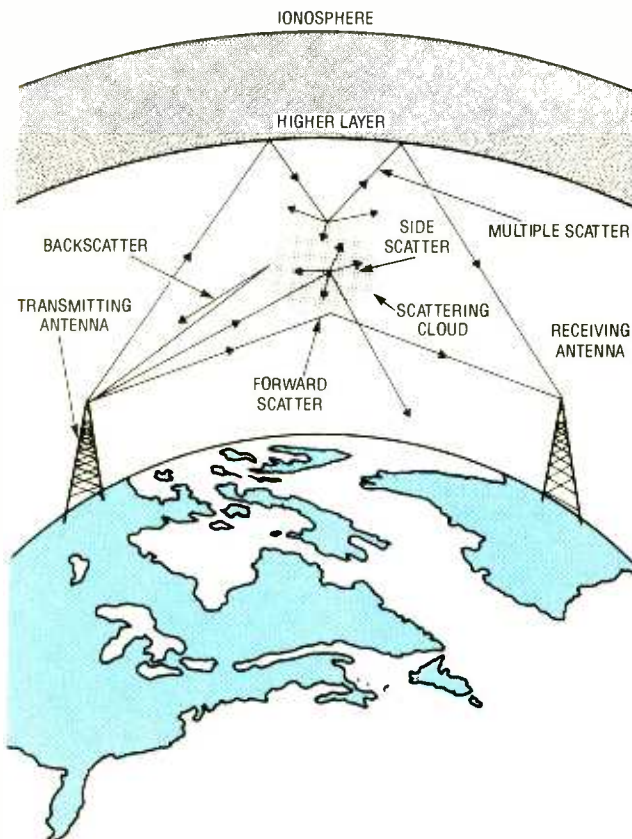 IONOSPHERE
HIGHER LAYER
BACKSCATTER
SIDE
SCATTER
MULTIPLE SCATTER
TRANSMITTING
ANTENNA
SCATTERING
CLOUD
RECEIVING
ANTENNA
FORWARD
SCATTER